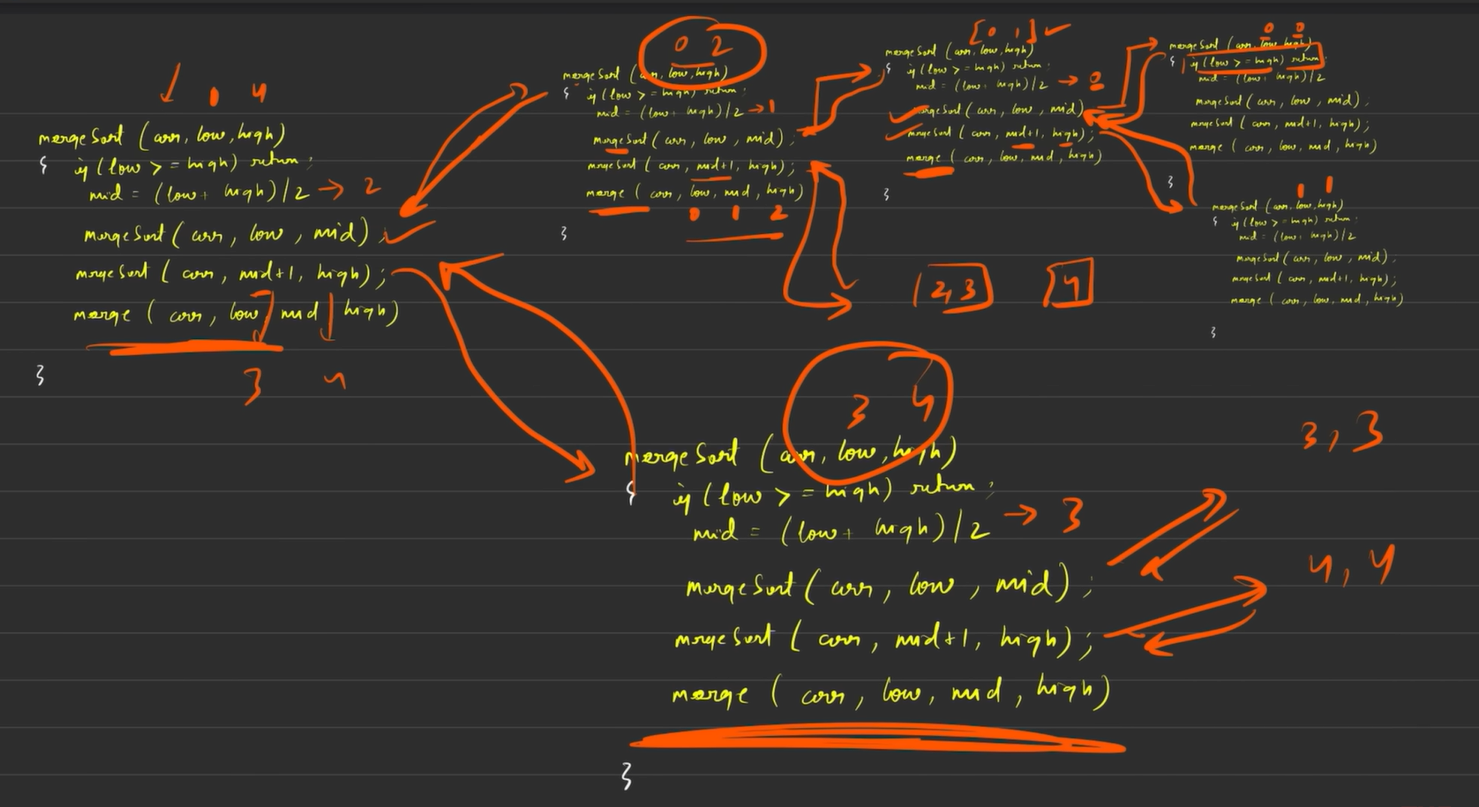 0 4
mergeSort (arr, low, high)
{
if (low >= high) return;
mid = (low + high)/2 → 2
mergeSort (arr, low, mid);
mergeSort (arr, mid+1, high);
merge (arr, low, mid, high)
3 4
}
0 2
mergeSort (arr, low, high)
{
if (low >= high) return;
mid = (low + high)/2 → 1
mergeSort (arr, low, mid);
mergeSort (arr, mid+1, high);
merge (arr, low, mid, high)
0 1 2
}
[0 1]
mergeSort (arr, low, high)
{
if (low >= high) return;
mid = (low + high)/2 → 0
mergeSort (arr, low, mid)
mergeSort (arr, mid+1, high);
merge (arr, low, mid, high)
}
0 0
mergeSort (arr, low, high)
{
if (low >= high) return;
mid = (low + high)/2
mergeSort (arr, low, mid),
mergeSort (arr, mid+1, high);
merge (arr, low, mid, high)
}
1 1
mergeSort (arr, low, high)
{
if (low >= high) return;
mid = (low + high)/2
mergeSort (arr, low, mid),
mergeSort (arr, mid+1, high);
merge (arr, low, mid, high)
}
2,3 4
3 4
mergeSort (arr, low, high)
{
if (low >= high) return;
mid = (low + high)/2 → 3
mergeSort (arr, low, mid);
mergeSort (arr, mid+1, high);
merge (arr, low, mid, high)
}
3, 3
4, 4